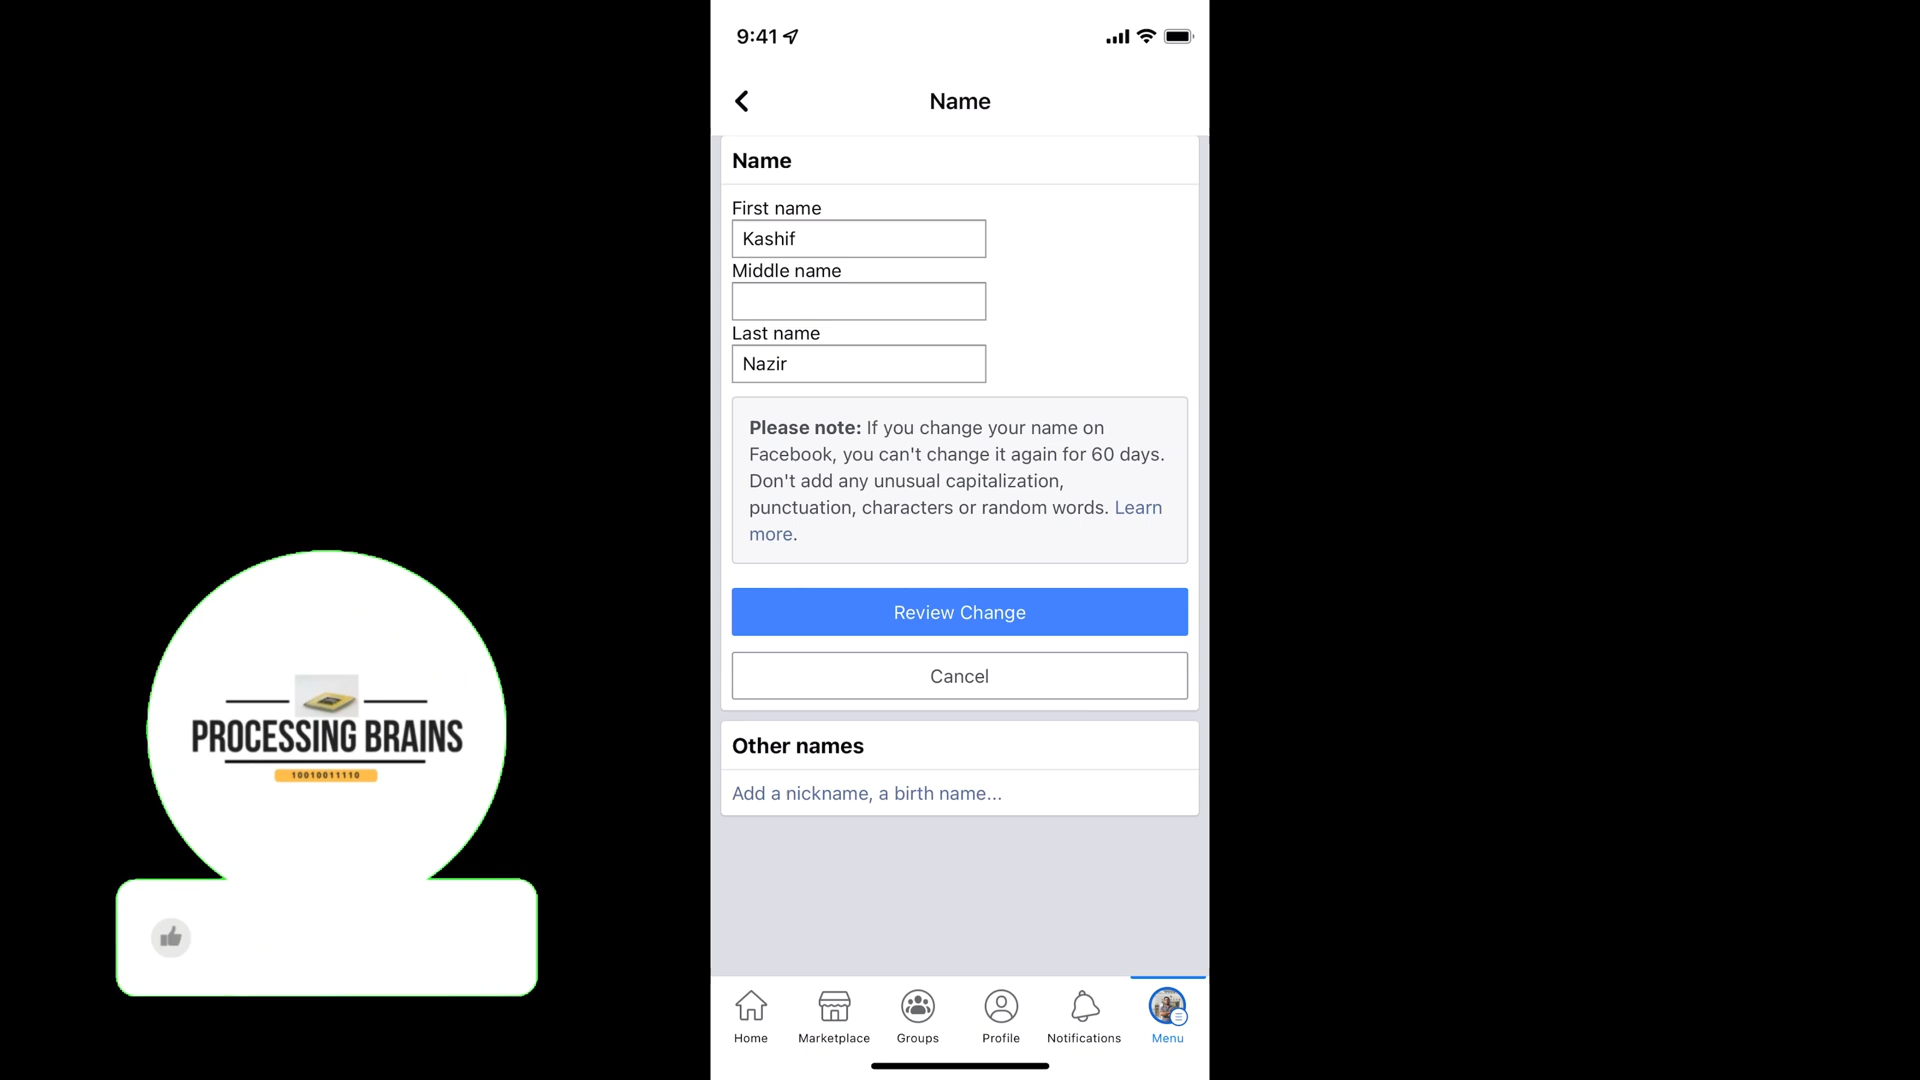 9:41
Name
Name
First name
Kashif
Middle name
Last name
Nazir
Please note: If you change your name on
Facebook, you can't change it again for 60 days.
Don't add any unusual capitalization,
punctuation, characters or random words. Learn
more.
Review Change
Cancel
Other names
Add a nickname, a birth name...
Home Marketplace Groups Profile Notifications Menu
PROCESSING BRAINS
10010011110